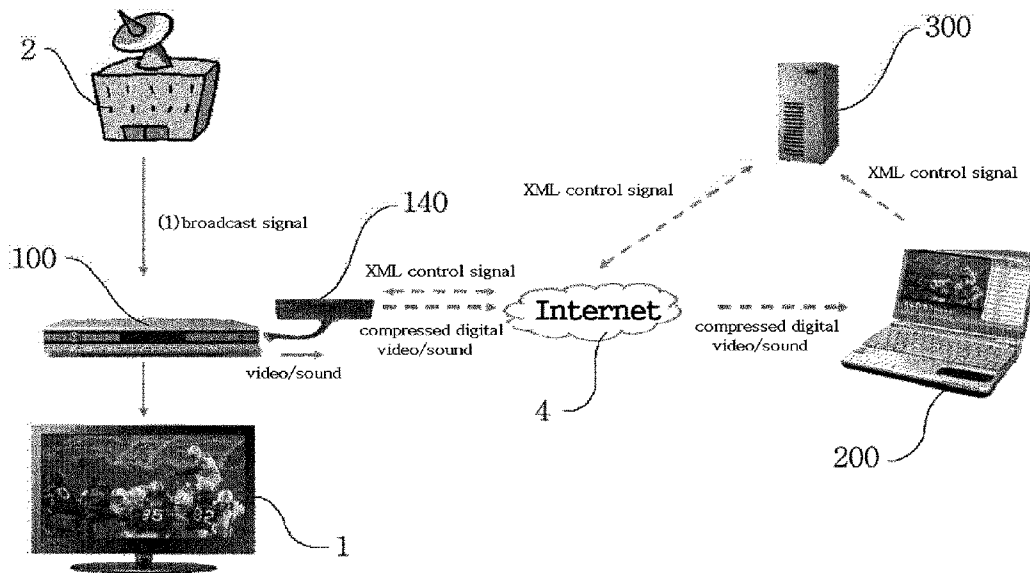 2
300
XML control signal
XML control signal
(1)broadcast signal
140
100
XML control signal
Internet
compressed digital
video/sound
compressed digital
video/sound
video/sound
4
200
1